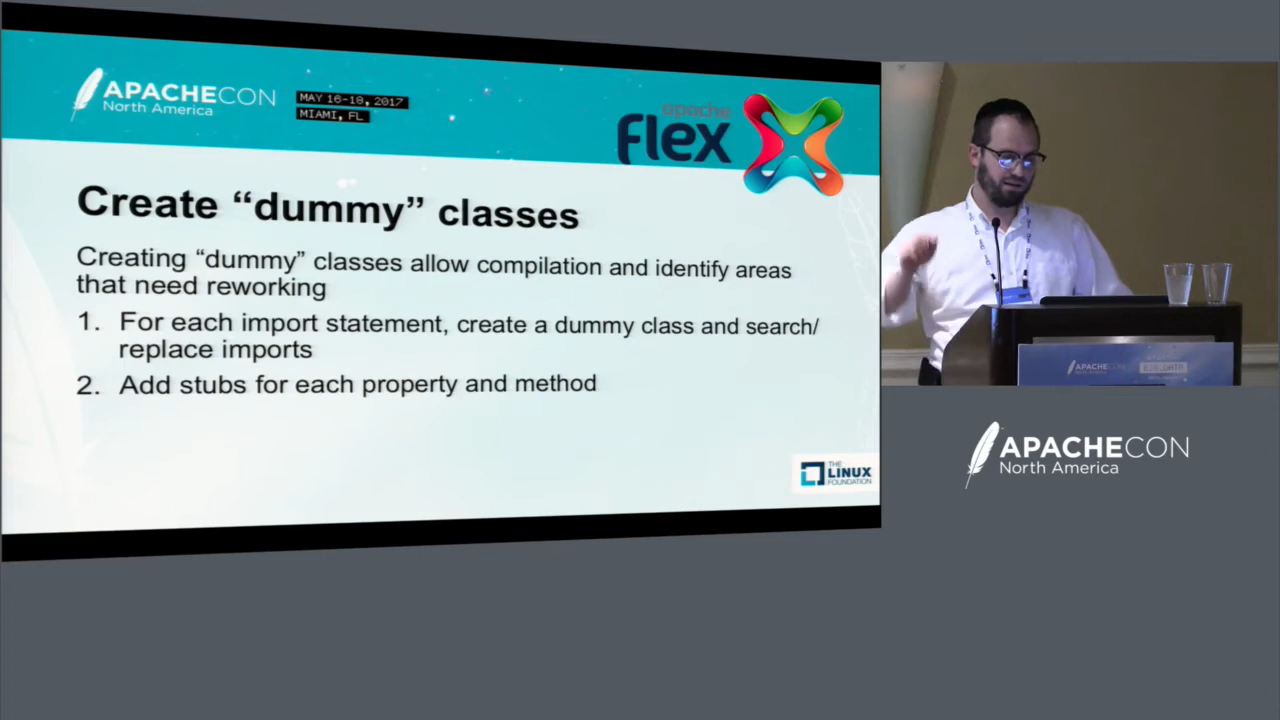 APACHECON
North America
MAY 16-18, 2017
MIAMI, FL
apache
flex
Create “dummy” classes
Creating “dummy” classes allow compilation and identify areas
that need reworking
1. For each import statement, create a dummy class and search/
replace imports
2. Add stubs for each property and method
THE
LINUX
FOUNDATION
APACHECON
APACHECON
North America